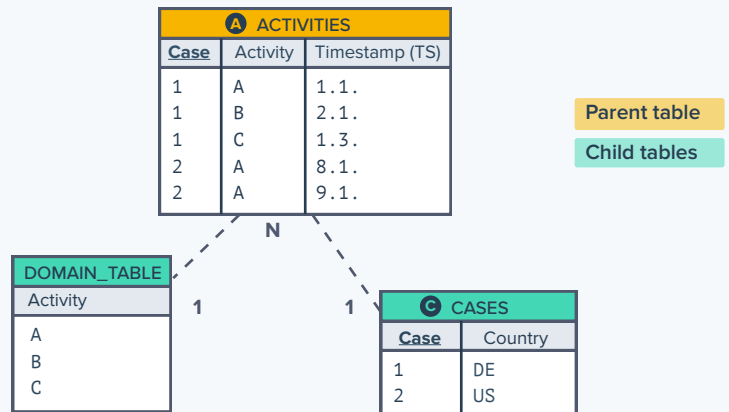 A ACTIVITIES
Case Activity Timestamp (TS)
1 A 1.1.
1 B 2.1.
1 C 1.3.
2 A 8.1.
2 A 9.1.
Parent table
Child tables
N
1 1
DOMAIN_TABLE
Activity
A
B
C
C CASES
Case Country
1 DE
2 US